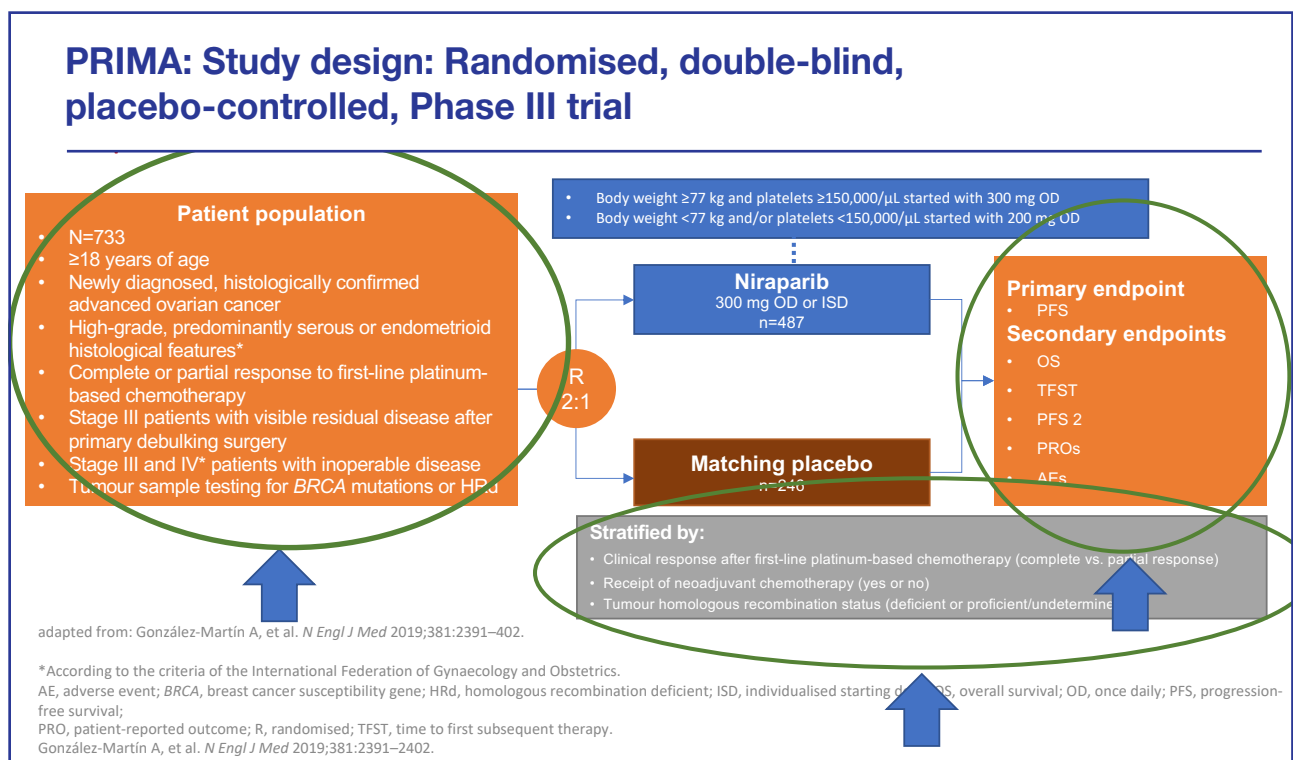 PRIMA: Study design: Randomised, double-blind,
placebo-controlled, Phase III trial
Patient population
• N=733
• ≥18 years of age
• Newly diagnosed, histologically confirmed
advanced ovarian cancer
• High-grade, predominantly serous or endometrioid
histological features*
• Complete or partial response to first-line platinum-
based chemotherapy
• Stage III patients with visible residual disease after
primary debulking surgery
• Stage III and IV* patients with inoperable disease
• Tumour sample testing for BRCA mutations or HRd
• Body weight ≥77 kg and platelets ≥150,000/μL started with 300 mg OD
• Body weight <77 kg and/or platelets <150,000/μL started with 200 mg OD
R
2:1
Niraparib
300 mg OD or ISD
n=487
Matching placebo
n=246
Primary endpoint
• PFS
Secondary endpoints
• OS
• TFST
• PFS 2
• PROs
• AEs
Stratified by:
• Clinical response after first-line platinum-based chemotherapy (complete vs. partial response)
• Receipt of neoadjuvant chemotherapy (yes or no)
• Tumour homologous recombination status (deficient or proficient/undetermine
adapted from: González-Martín A, et al. N Engl J Med 2019;381:2391–402.
*According to the criteria of the International Federation of Gynaecology and Obstetrics.
AE, adverse event; BRCA, breast cancer susceptibility gene; HRd, homologous recombination deficient; ISD, individualised starting OS, overall survival; OD, once daily; PFS, progression-
free survival;
PRO, patient-reported outcome; R, randomised; TFST, time to first subsequent therapy.
González-Martín A, et al. N Engl J Med 2019;381:2391–2402.